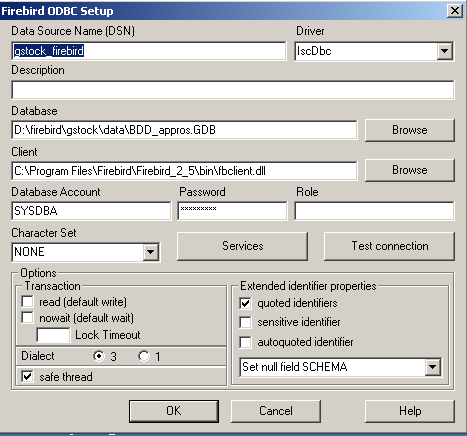 Firebird ODBC Setup
Data Source Name (DSN) Driver
gstock_firebird IscDbc
Description
Database
D:\firebird\gstock\data\BDD_appros.GDB Browse
Client
C:\Program Files\Firebird\Firebird_2_5\bin\fbclient.dll Browse
Database Account Password Role
SYSDBA *********
Character Set
NONE Services Test connection
Options
Transaction Extended identifier properties
read (default write) quoted identifiers
nowait (default wait) sensitive identifier
Lock Timeout autoquoted identifier
Dialect 3 1
Set null field SCHEMA
safe thread
OK Cancel Help